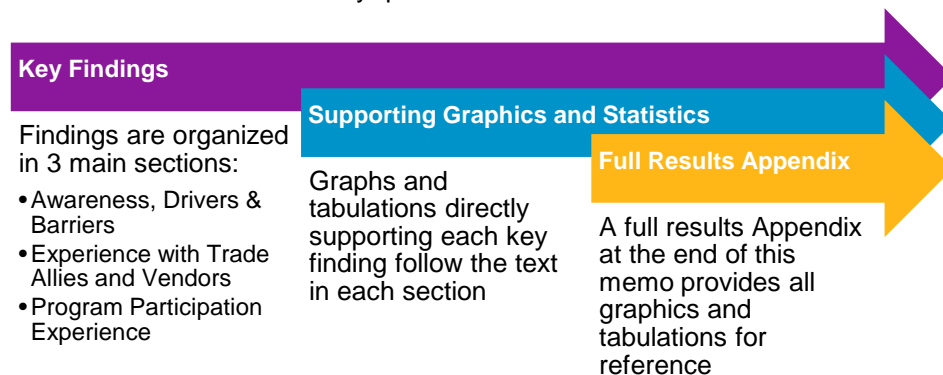 Key Findings
Findings are organized
in 3 main sections:
•Awareness, Drivers &
Barriers
•Experience with Trade
Allies and Vendors
•Program Participation
Experience
Supporting Graphics and Statistics
Graphs and
tabulations directly
supporting each key
finding follow the text
in each section
Full Results Appendix
A full results Appendix
at the end of this
memo provides all
graphics and
tabulations for
reference